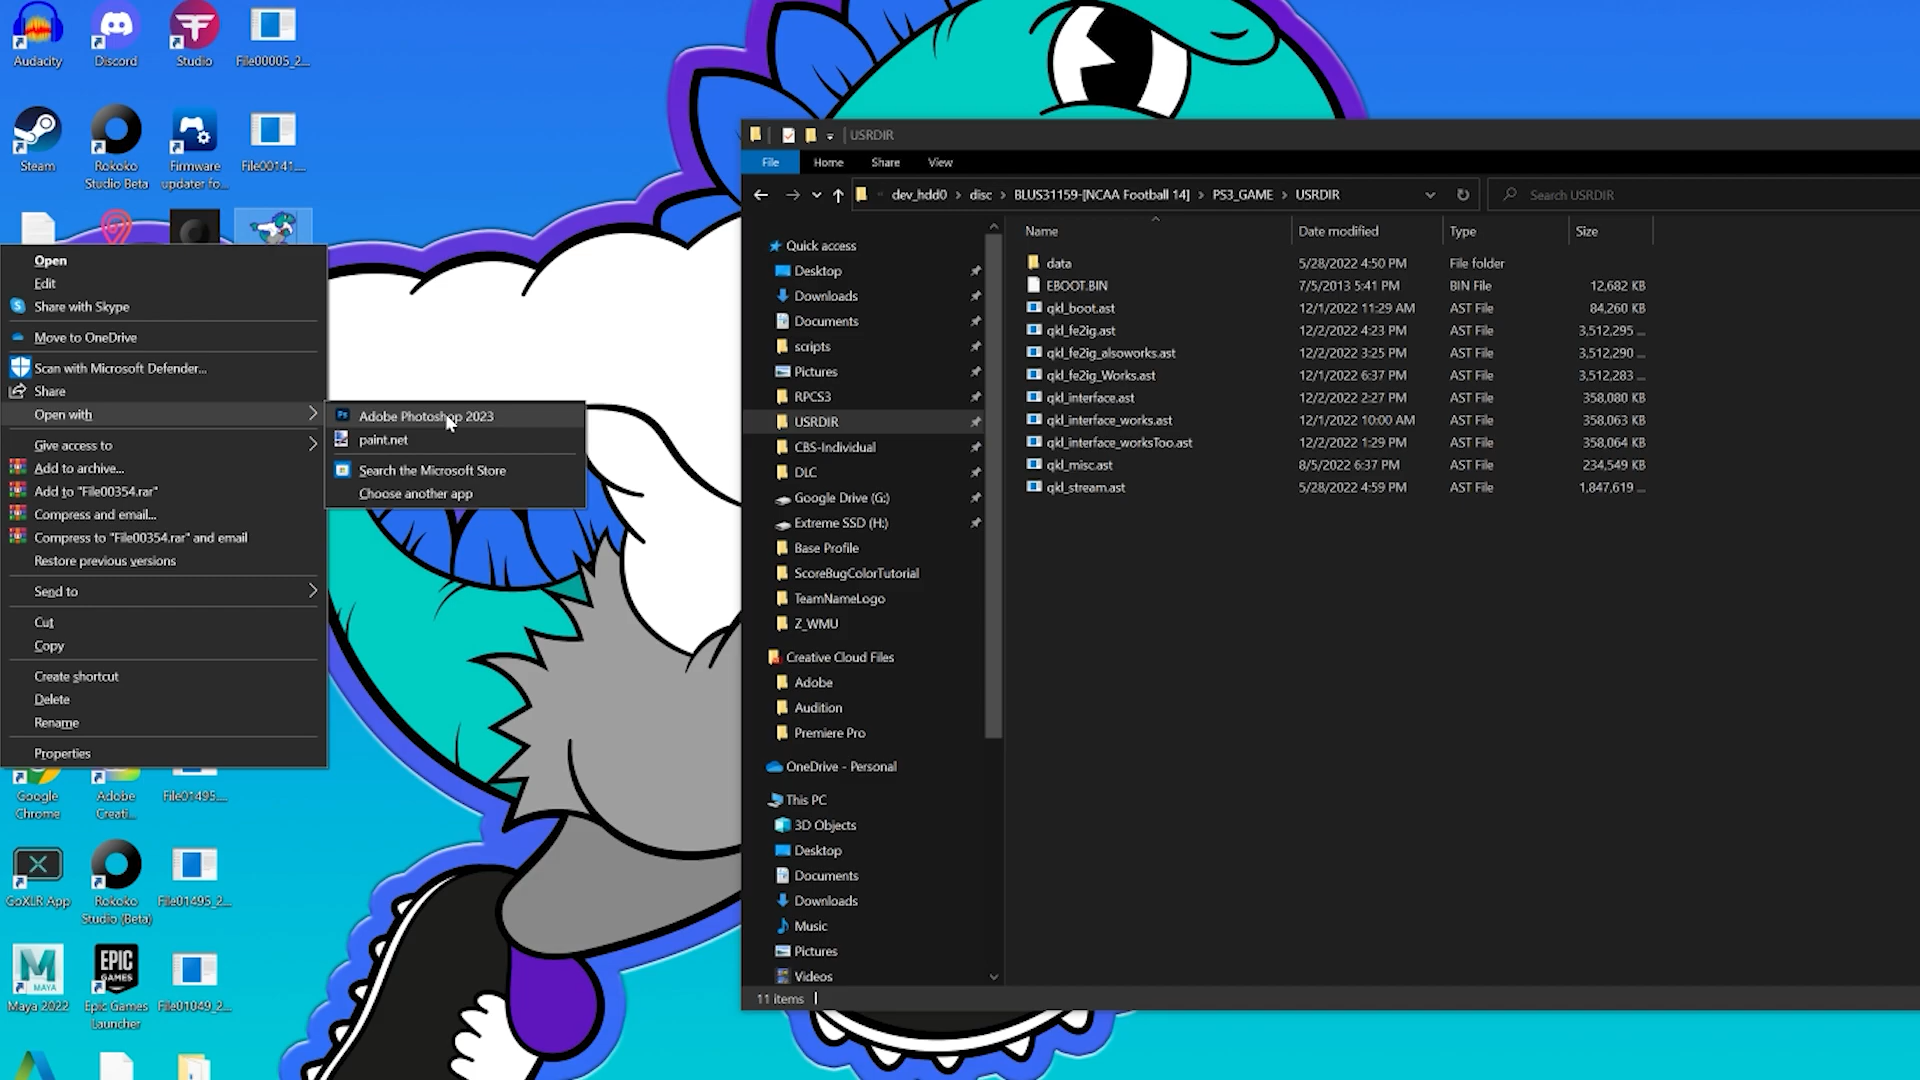 Audacity
Discord
Studio
File00005_2...
Steam
Rokoko Studio Beta
Firmware updater fo...
File00141_...
Open
Edit
Share with Skype
Move to OneDrive
Scan with Microsoft Defender...
Share
Open with
Give access to
Add to archive...
Add to "File00354.rar"
Compress and email...
Compress to "File00354.rar" and email
Restore previous versions
Send to
Cut
Copy
Create shortcut
Delete
Rename
Properties
Adobe Photoshop 2023
paint.net
Search the Microsoft Store
Choose another app
Google Chrome
Adobe Creati...
File01495_...
GoXLR App
Rokoko Studio (Beta)
File01495_2...
MAYA
EPIC GAMES
Maya 2022
Epic Games Launcher
File01049_2...
USRDIR
File Home Share View
dev_hdd0 > disc > BLUS31159-[NCAA Football 14] > PS3_GAME > USRDIR
Search USRDIR
Quick access
Desktop
Downloads
Documents
scripts
Pictures
RPCS3
USRDIR
CBS-Individual
DLC
Google Drive (G:)
Extreme SSD (H:)
Base Profile
ScoreBugColorTutorial
TeamNameLogo
Z_WMU
Creative Cloud Files
Adobe
Audition
Premiere Pro
OneDrive - Personal
This PC
3D Objects
Desktop
Documents
Downloads
Music
Pictures
Videos
Name Date modified Type Size
data 5/28/2022 4:50 PM File folder
EBOOT.BIN 7/5/2013 5:41 PM BIN File 12,682 KB
qkl_boot.ast 12/1/2022 11:29 AM AST File 84,260 KB
qkl_fe2ig.ast 12/2/2022 4:23 PM AST File 3,512,295 ...
qkl_fe2ig_alsoworks.ast 12/2/2022 3:25 PM AST File 3,512,290 ...
qkl_fe2ig_Works.ast 12/1/2022 6:37 PM AST File 3,512,283 ...
qkl_interface.ast 12/2/2022 2:27 PM AST File 358,080 KB
qkl_interface_works.ast 12/1/2022 10:00 AM AST File 358,063 KB
qkl_interface_worksToo.ast 12/2/2022 1:29 PM AST File 358,064 KB
qkl_misc.ast 8/5/2022 6:37 PM AST File 234,549 KB
qkl_stream.ast 5/28/2022 4:59 PM AST File 1,847,619 ...
11 items